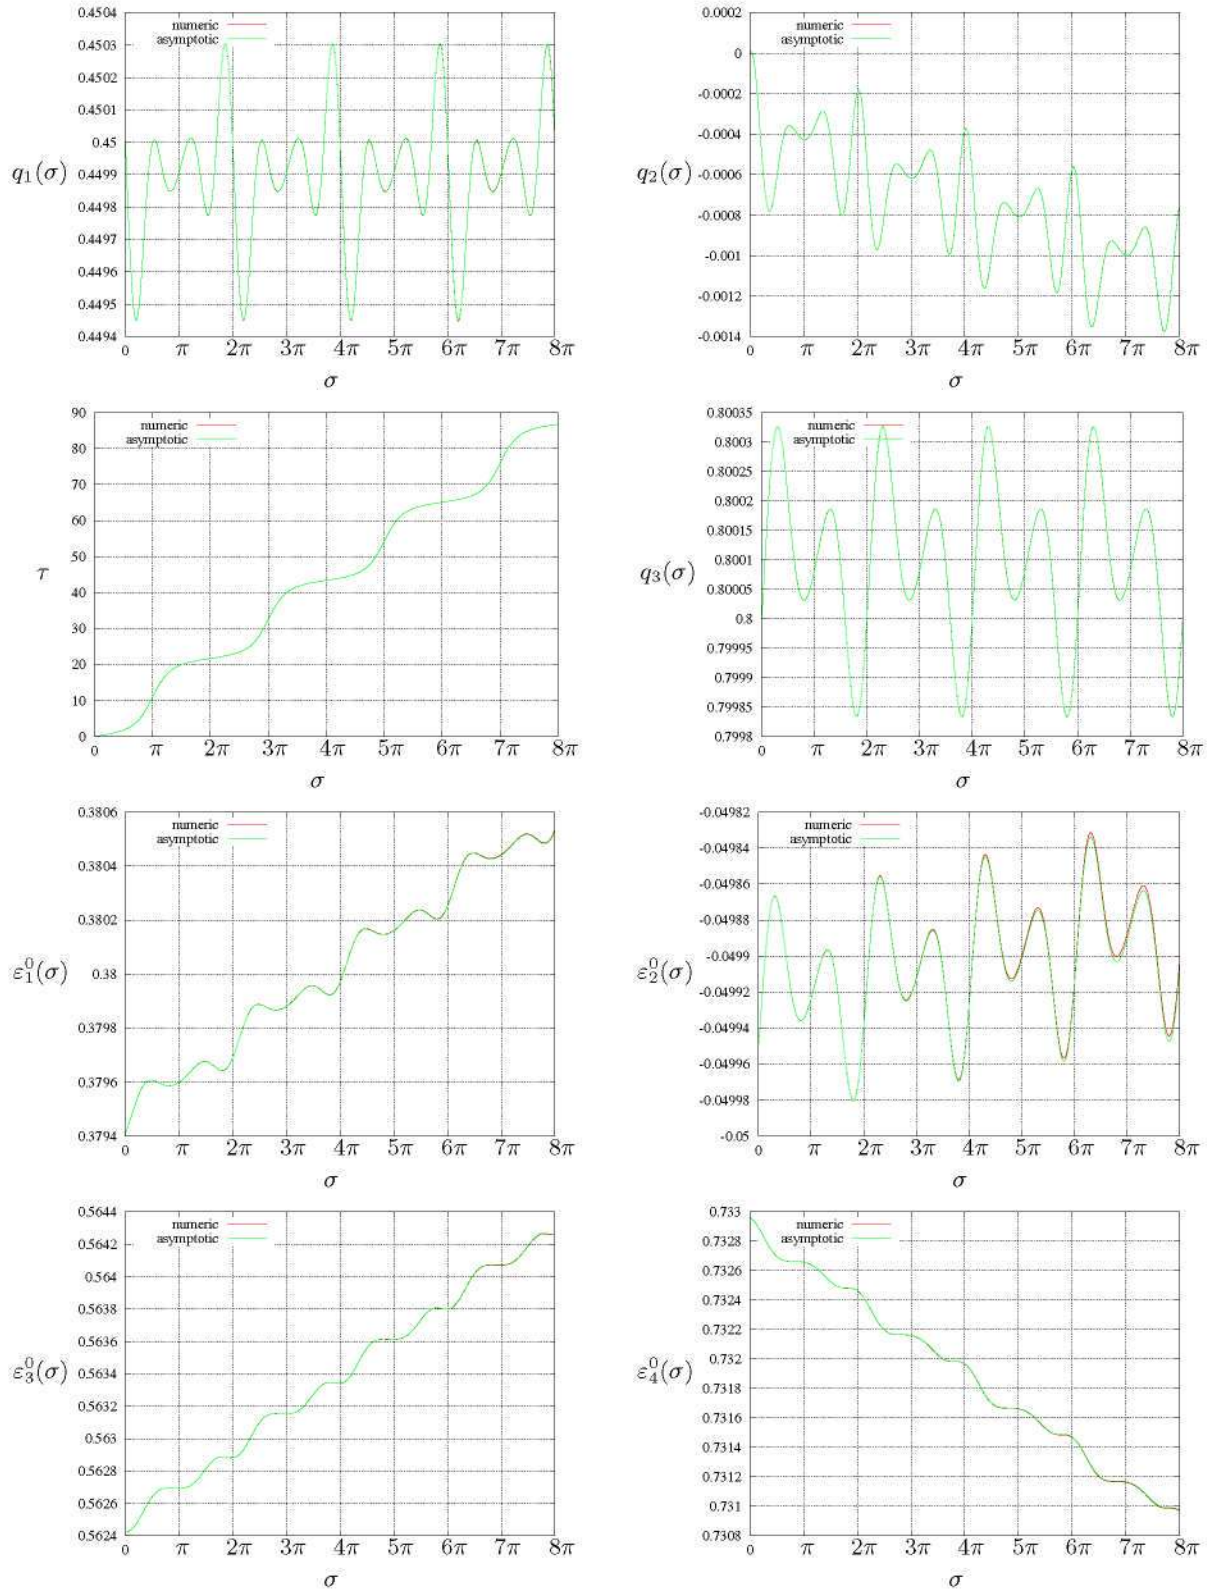 0.4504
0.4503
0.4502
0.4501
0.45
0.4499
0.4498
0.4497
0.4496
0.4495
0.4494
numeric
asymptotic
q₁(σ)
0 π 2π 3π 4π 5π 6π 7π 8π
σ
0.0002
0
-0.0002
-0.0004
-0.0006
-0.0008
-0.001
-0.0012
-0.0014
numeric
asymptotic
q₂(σ)
0 π 2π 3π 4π 5π 6π 7π 8π
σ
90
80
70
60
50
40
30
20
10
0
numeric
asymptotic
τ
0 π 2π 3π 4π 5π 6π 7π 8π
σ
0.80035
0.8003
0.80025
0.8002
0.80015
0.8001
0.80005
0.8
0.79995
0.7999
0.79985
0.7998
numeric
asymptotic
q₃(σ)
0 π 2π 3π 4π 5π 6π 7π 8π
σ
0.3806
0.3804
0.3802
0.38
0.3798
0.3796
0.3794
numeric
asymptotic
ε₁⁰(σ)
0 π 2π 3π 4π 5π 6π 7π 8π
σ
-0.04982
-0.04984
-0.04986
-0.04988
-0.0499
-0.04992
-0.04994
-0.04996
-0.04998
-0.05
numeric
asymptotic
ε₂⁰(σ)
0 π 2π 3π 4π 5π 6π 7π 8π
σ
0.5644
0.5642
0.564
0.5638
0.5636
0.5634
0.5632
0.563
0.5628
0.5626
0.5624
numeric
asymptotic
ε₃⁰(σ)
0 π 2π 3π 4π 5π 6π 7π 8π
σ
0.733
0.7328
0.7326
0.7324
0.7322
0.732
0.7318
0.7316
0.7314
0.7312
0.731
0.7308
numeric
asymptotic
ε₄⁰(σ)
0 π 2π 3π 4π 5π 6π 7π 8π
σ